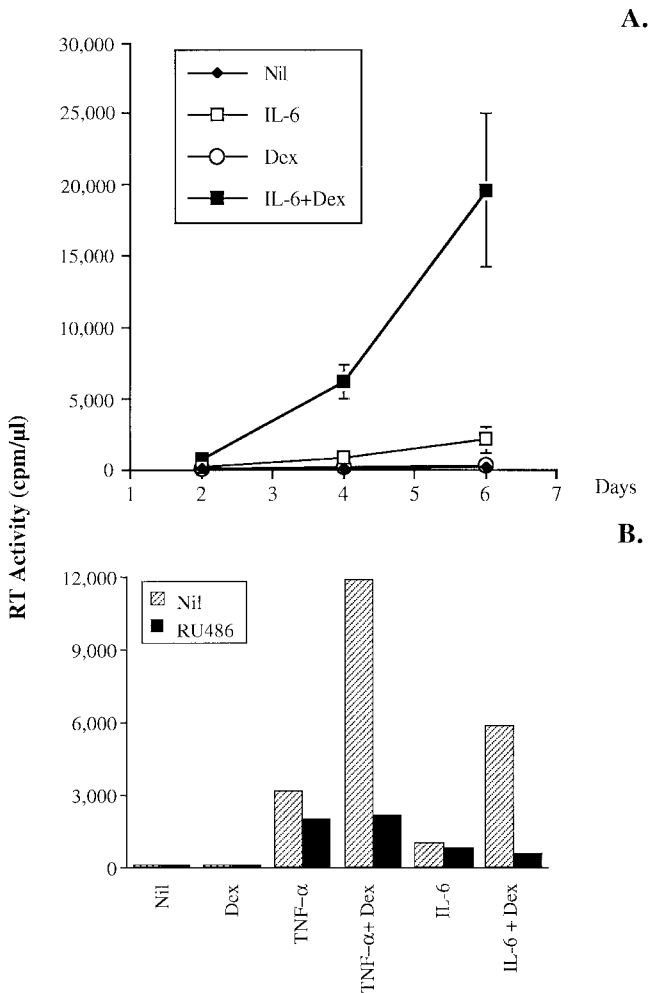 A.
30,000
25,000
20,000
15,000
10,000
5,000
0
Nil
IL-6
Dex
IL-6+Dex
1 2 3 4 5 6 7 Days
RT Activity (cpm/μl)
B.
12,000
9,000
6,000
3,000
0
Nil
RU486
Nil
Dex
TNF-α
TNF-α+ Dex
IL-6
IL-6 + Dex